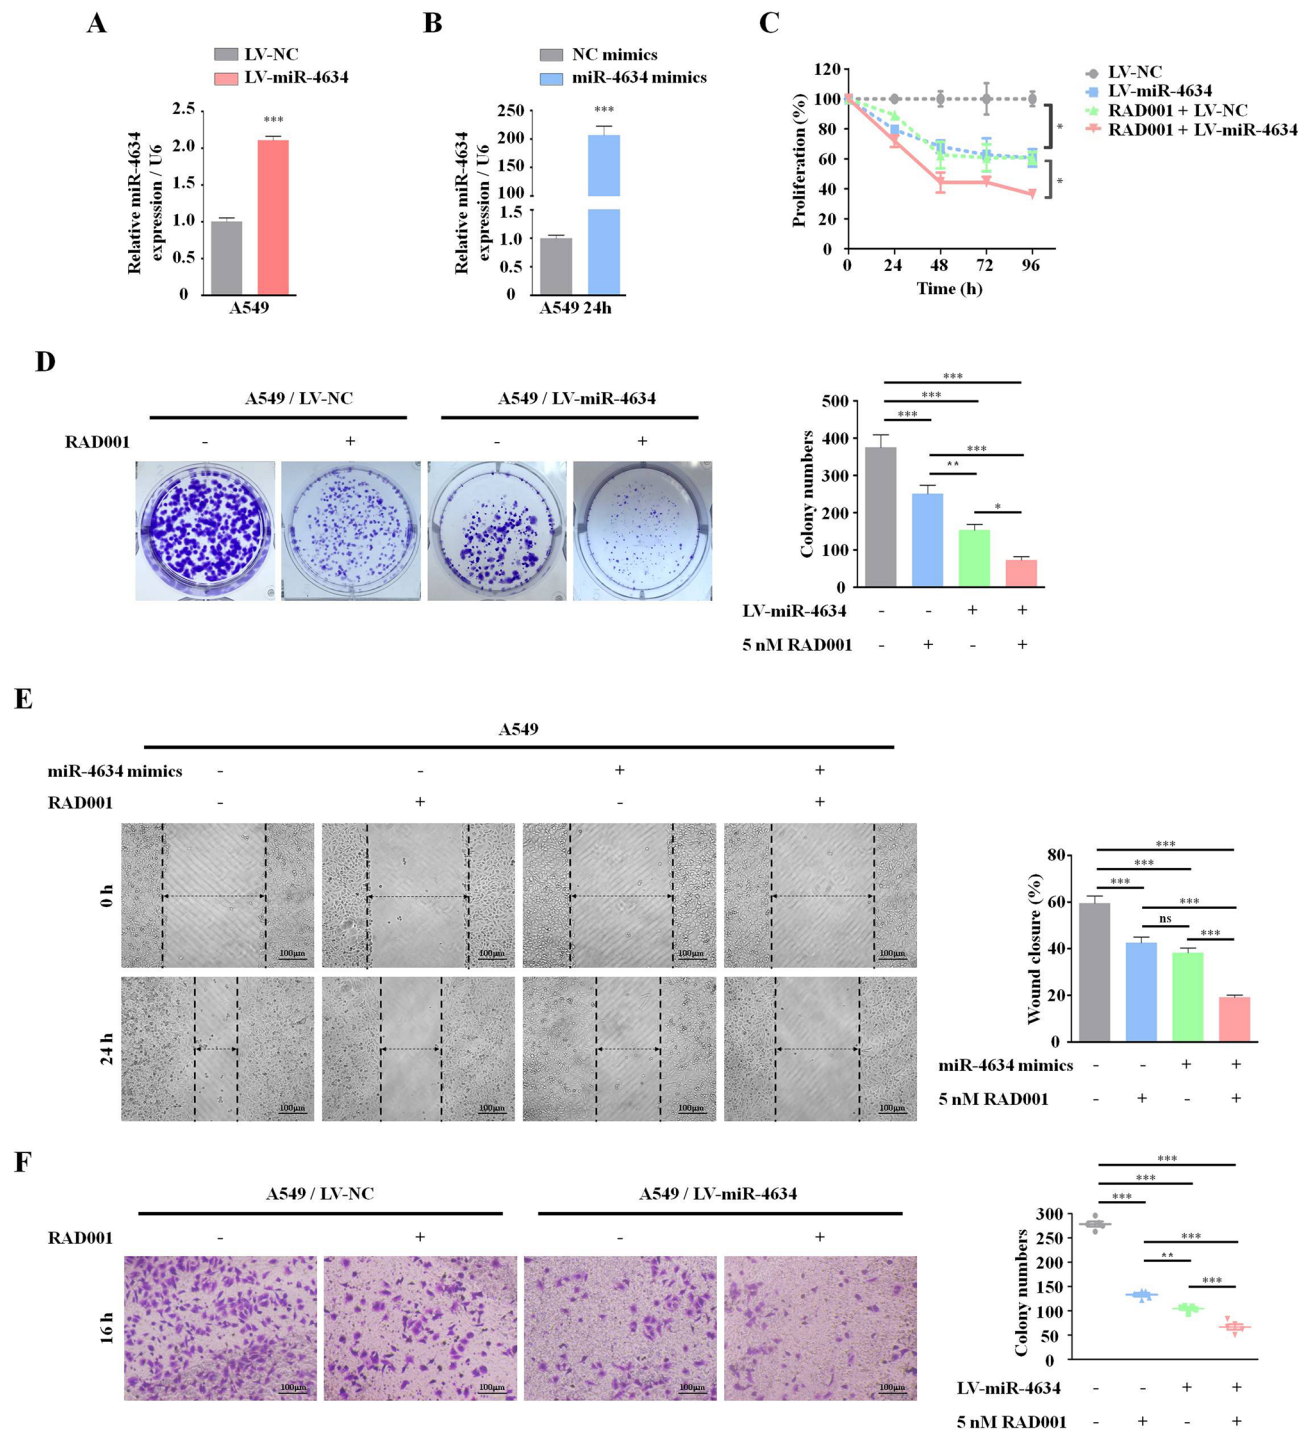 A
LV-NC
LV-miR-4634
Relative miR-4634
expression / U6
2.5
2.0
1.5
1.0
0.5
0
***
A549
B
NC mimics
miR-4634 mimics
Relative miR-4634
expression / U6
250
200
150
100
1.5
1.0
0.5
0
***
A549 24h
C
LV-NC
LV-miR-4634
RAD001 + LV-NC
RAD001 + LV-miR-4634
Proliferation (%)
120
100
80
60
40
20
0
0 24 48 72 96
Time (h)
*
*
D
A549 / LV-NC A549 / LV-miR-4634
RAD001 - + - +
Colony numbers
500
400
300
200
100
0
***
***
***
***
**
*
LV-miR-4634 - - + +
5 nM RAD001 - + - +
E
A549
miR-4634 mimics - - + +
RAD001 - + - +
0 h
100μm 100μm 100μm 100μm
24 h
100μm 100μm 100μm 100μm
Wound closure (%)
80
60
40
20
0
***
***
***
***
ns
***
miR-4634 mimics - - + +
5 nM RAD001 - + - +
F
A549 / LV-NC A549 / LV-miR-4634
RAD001 - + - +
16 h
100μm 100μm 100μm 100μm
Colony numbers
300
250
200
150
100
50
0
***
***
***
***
**
***
LV-miR-4634 - - + +
5 nM RAD001 - + - +